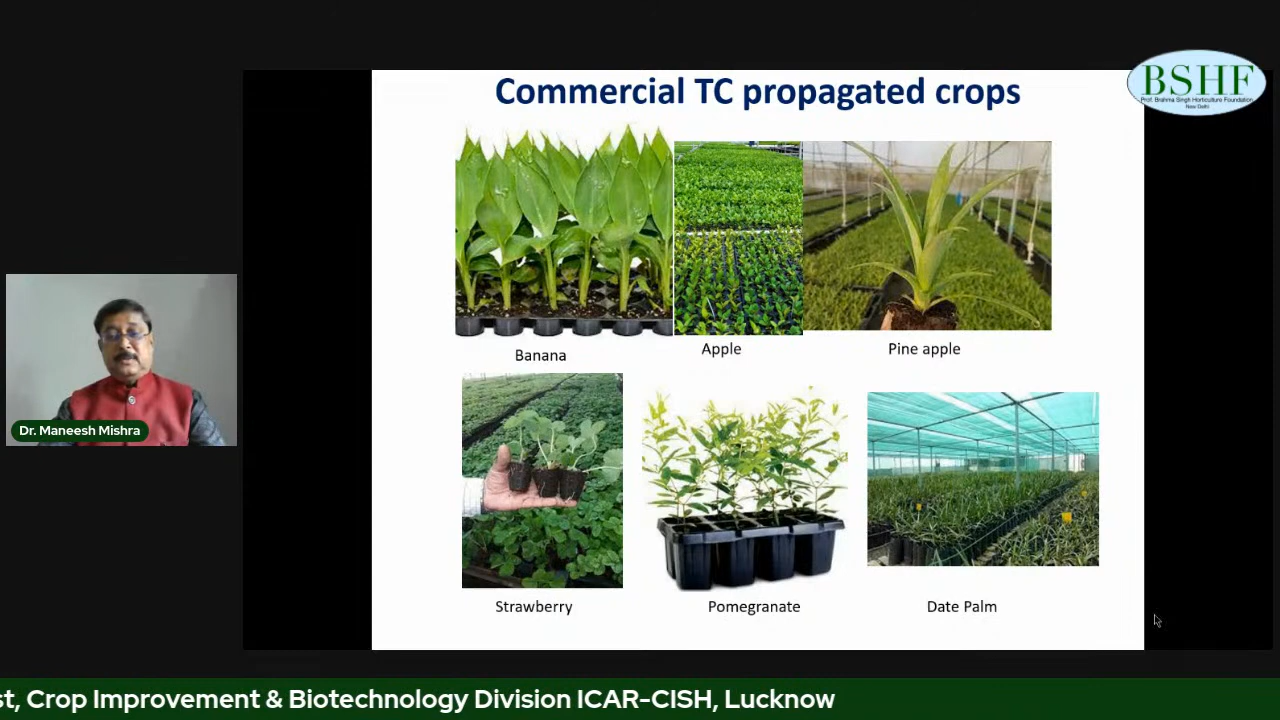 Commercial TC propagated crops
BSHF
Prof. Brahma Singh Horticulture Foundation
New Delhi
Banana
Apple
Pine apple
Dr. Maneesh Mishra
Strawberry
Pomegranate
Date Palm
st, Crop Improvement & Biotechnology Division ICAR-CISH, Lucknow